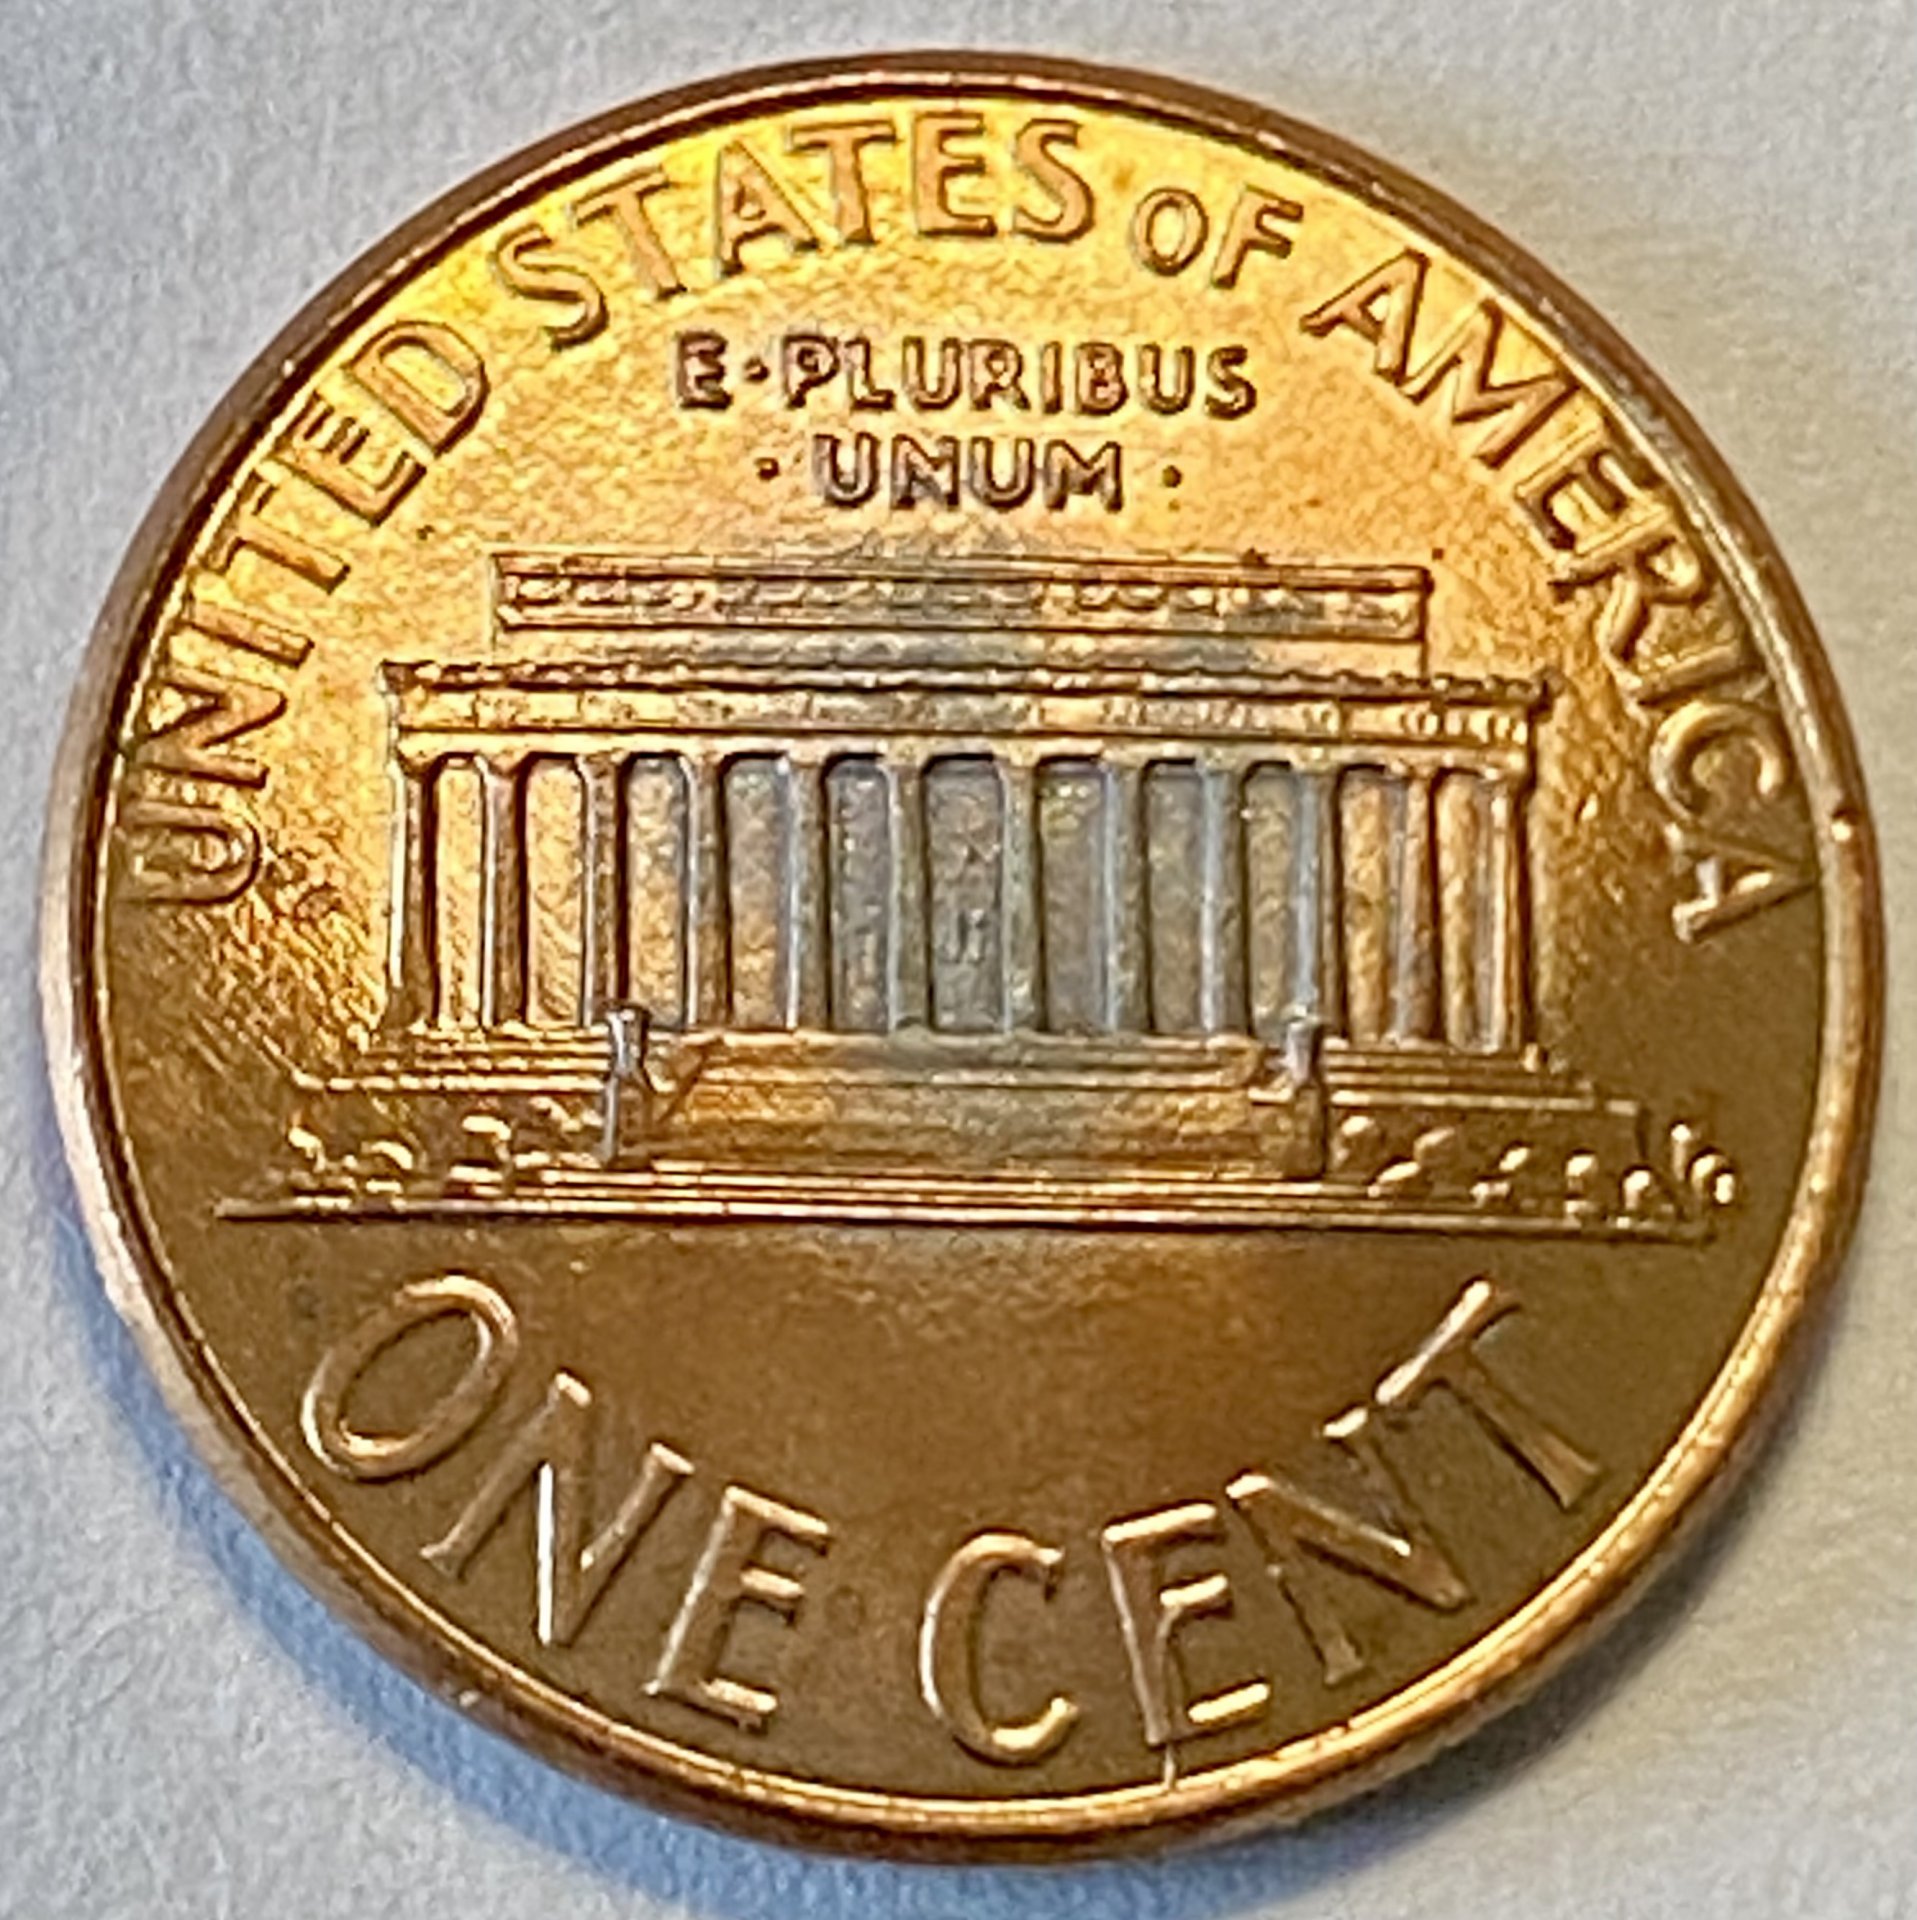 UNITED STATES OF AMERICA
E·PLURIBUS
·UNUM·
ONE CENT